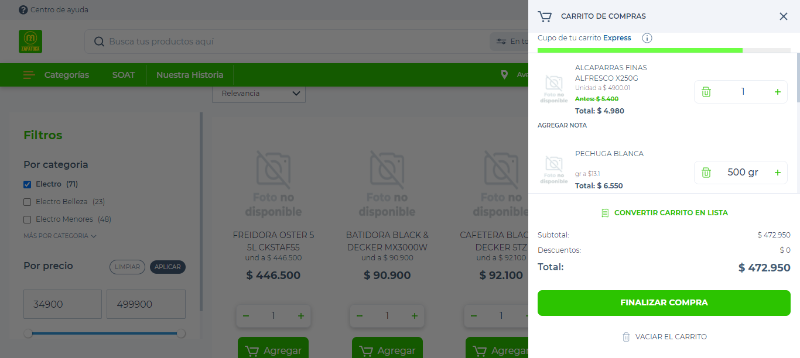 Centro de ayuda
Busca tus productos aquí
En to
Categorías
SOAT
Nuestra Historia
Relevancia
Filtros
Por categoría
Electro (71)
Electro Belleza (23)
Electro Menores (48)
MÁS POR CATEGORIA
Por precio
LIMPIAR
APLICAR
34900
499900
Foto no
disponible
FREIDORA OSTER 5
5L CKSTAF55
und a $ 446.500
$ 446.500
1
Agregar
Foto no
disponible
BATIDORA BLACK &
DECKER MX3000W
und a $ 90.900
$ 90.900
1
Agregar
Foto no
disponible
CAFETERA BLACK
DECKER 5TZ
und a $ 92.100
$ 92.100
1
Agregar
CARRITO DE COMPRAS
Cupo de tu carrito Express
Foto no
disponible
ALCAPARRAS FINAS
ALFRESCO X250G
unidad a $ 4900.01
Antes: $ 5.400
Total: $ 4.980
1
AGREGAR NOTA
Foto no
disponible
PECHUGA BLANCA
gr a $13.1
Total: $ 6.550
500 gr
CONVERTIR CARRITO EN LISTA
Subtotal: $ 472.950
Descuentos: $ 0
Total: $ 472.950
FINALIZAR COMPRA
VACIAR EL CARRITO